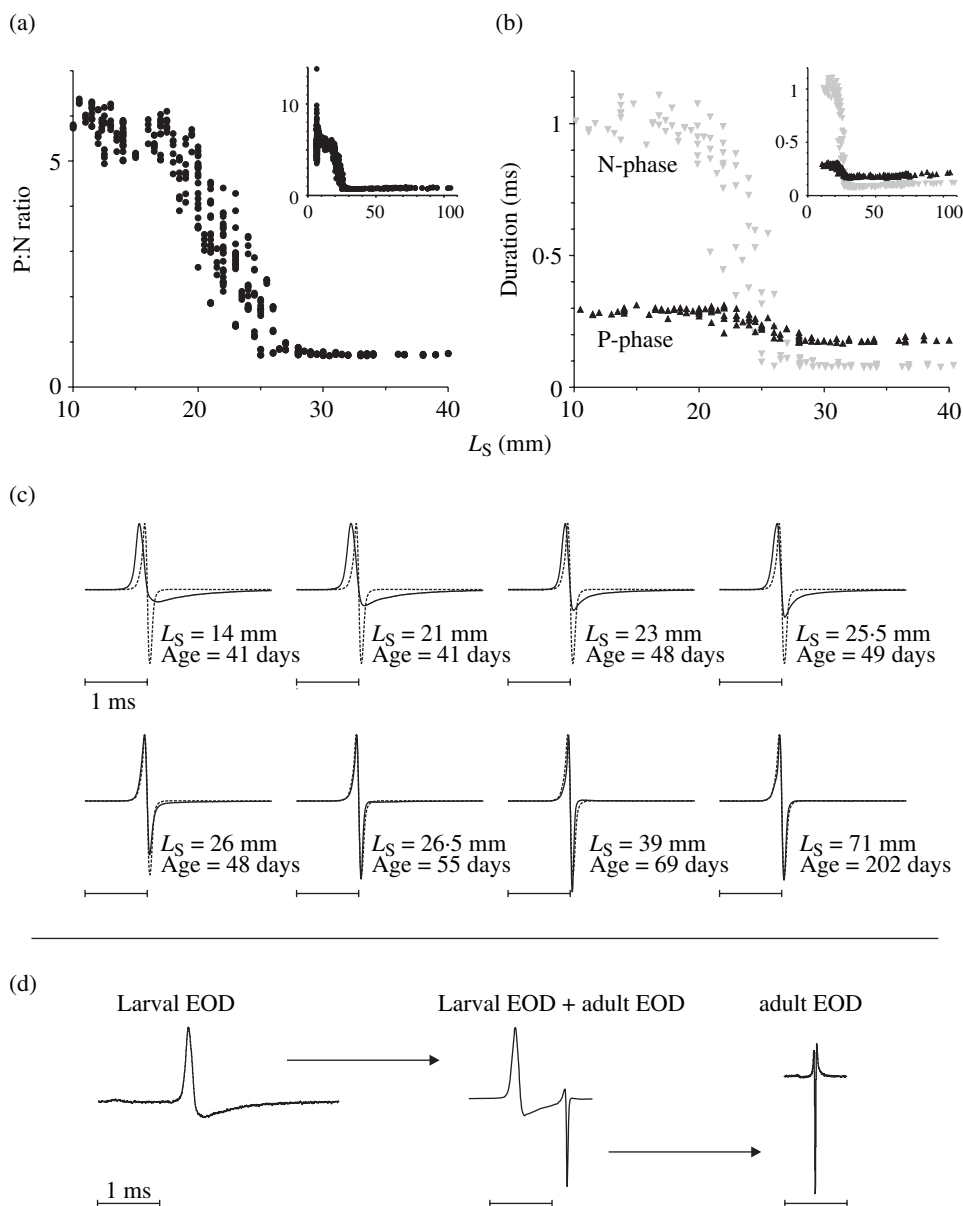 (a)
(b)
P:N ratio
5
0
10
20
30
40
10
0
0
50
100
Duration (ms)
1
0·5
0
10
20
30
40
N-phase
P-phase
1
0·5
0
0
50
100
LS (mm)
(c)
LS = 14 mm
Age = 41 days
LS = 21 mm
Age = 41 days
LS = 23 mm
Age = 48 days
LS = 25·5 mm
Age = 49 days
1 ms
LS = 26 mm
Age = 48 days
LS = 26·5 mm
Age = 55 days
LS = 39 mm
Age = 69 days
LS = 71 mm
Age = 202 days
(d)
Larval EOD
Larval EOD + adult EOD
adult EOD
1 ms